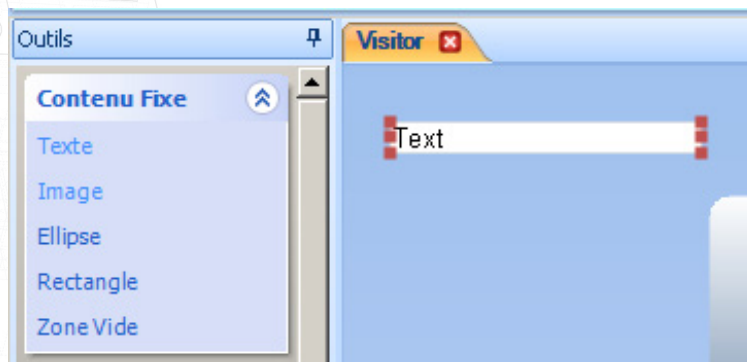 Outils
Visitor
Contenu Fixe
Texte
Image
Ellipse
Rectangle
Zone Vide
Text